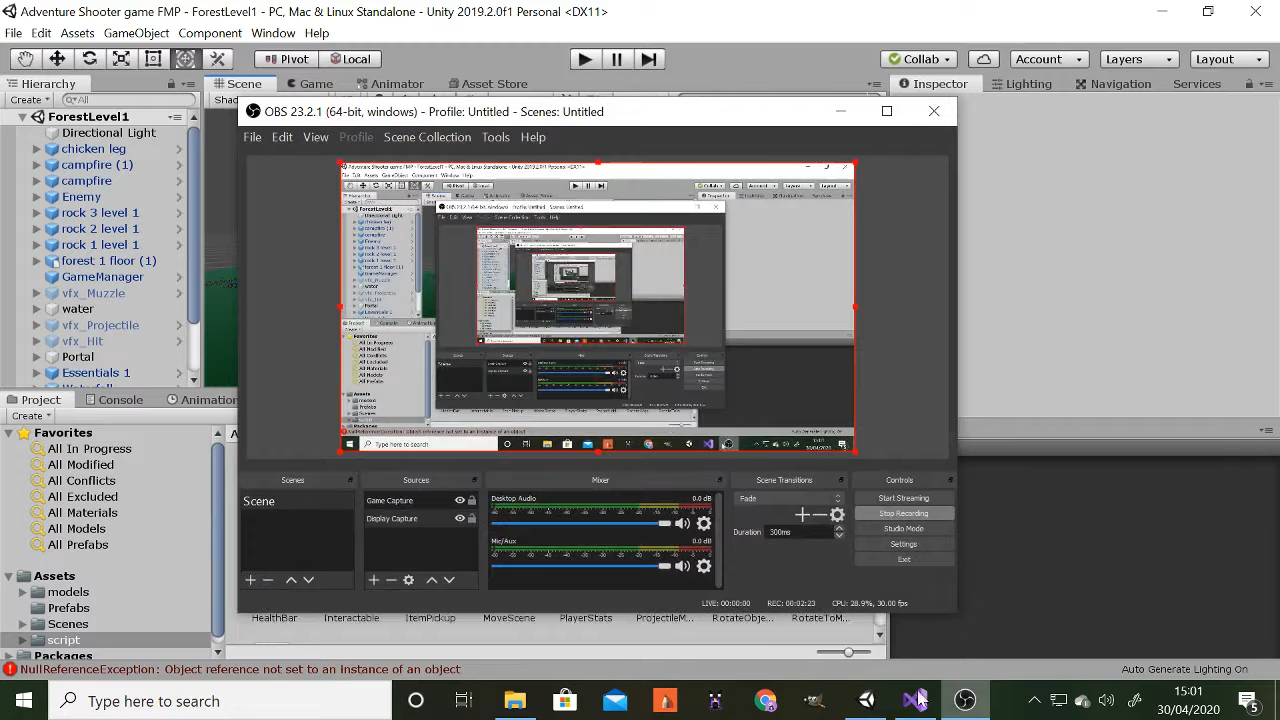 Adventure Shooter game FMP - ForestLevel1 - PC, Mac & Linux Standalone - Unity 2019.2.0f1 Personal <DX11>
File Edit Assets GameObject Component Window Help
Pivot Local Collab Account Layers Layout
Hierarchy Scene Game Animator Asset Store Inspector Lighting Navigation Services
Create All
ForestLevel1
Directional Light
chicken leg
campfire (1)
campfire
Enemy
rock 3 level 1
rock 2 level 1
rock 1 level 1
forest 1 floor (1)
GameManager
vfx_Muzzle
water
vfx_Projectile
vfx_Hit
Portal
Essentials 1
Project Console Animation
Create
Favorites
All In Progress
All Modified
All Conflicts
All Excluded
All Materials
All Models
All Prefabs
Assets
models
Prefabs
Scenes
script
Packages
OBS 23.2.1 (64-bit, windows) - Profile: Untitled - Scenes: Untitled
File Edit View Profile Scene Collection Tools Help
Scenes Sources Mixer Scene Transitions Controls
Scene
Game Capture
Display Capture
Desktop Audio 0.0 dB
Mic/Aux 0.0 dB
Fade
Duration 300ms
Start Streaming
Stop Recording
Studio Mode
Settings
Exit
LIVE: 00:00:00 REC: 00:02:23 CPU: 28.9%, 30.00 fps
HealthBar Interactable ItemPickup MoveScene PlayerStats ProjectileM... RotateObje... RotateToM...
NullReferenceException: Object reference not set to an instance of an object
Auto Generate Lighting On
Type here to search
15:01
30/04/2020
5